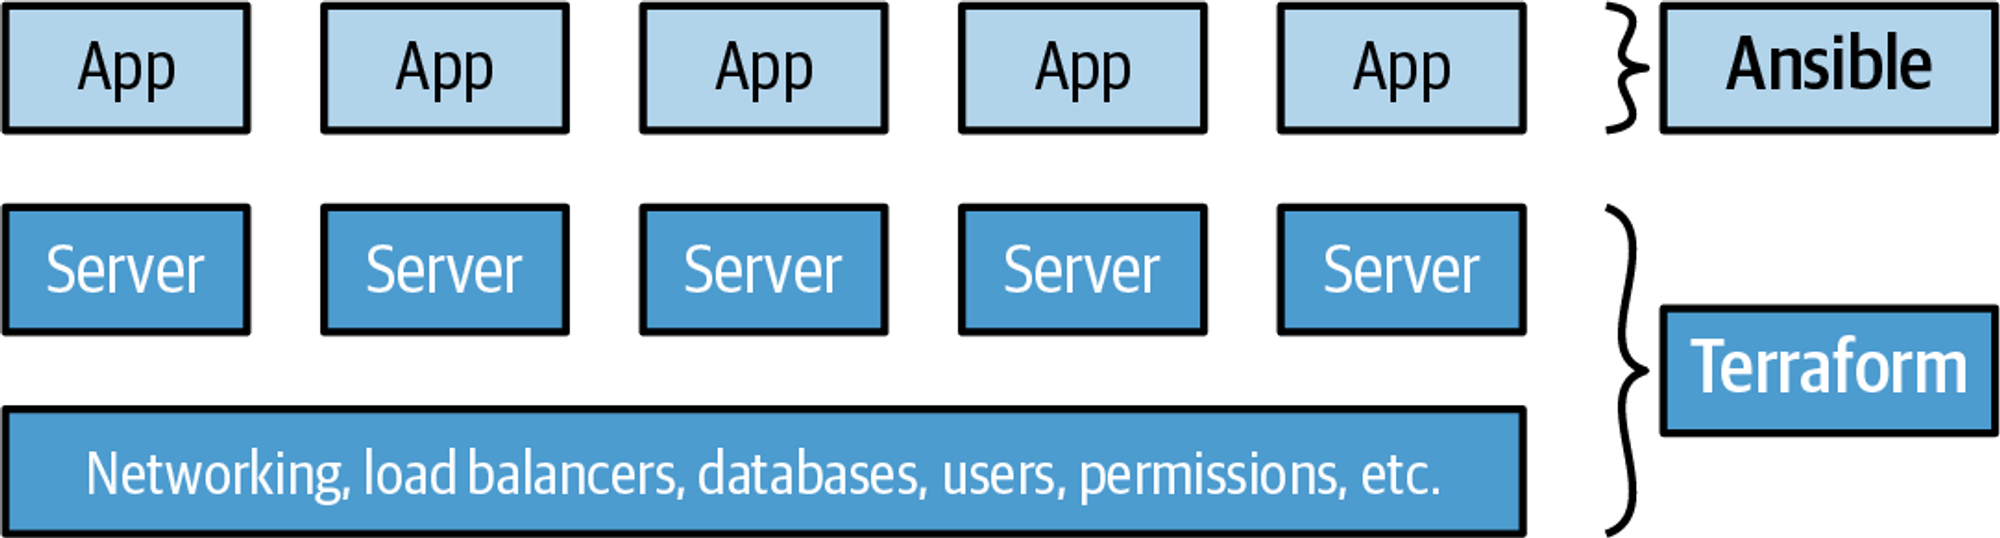 App App App App App Ansible
Server Server Server Server Server
Terraform
Networking, load balancers, databases, users, permissions, etc.